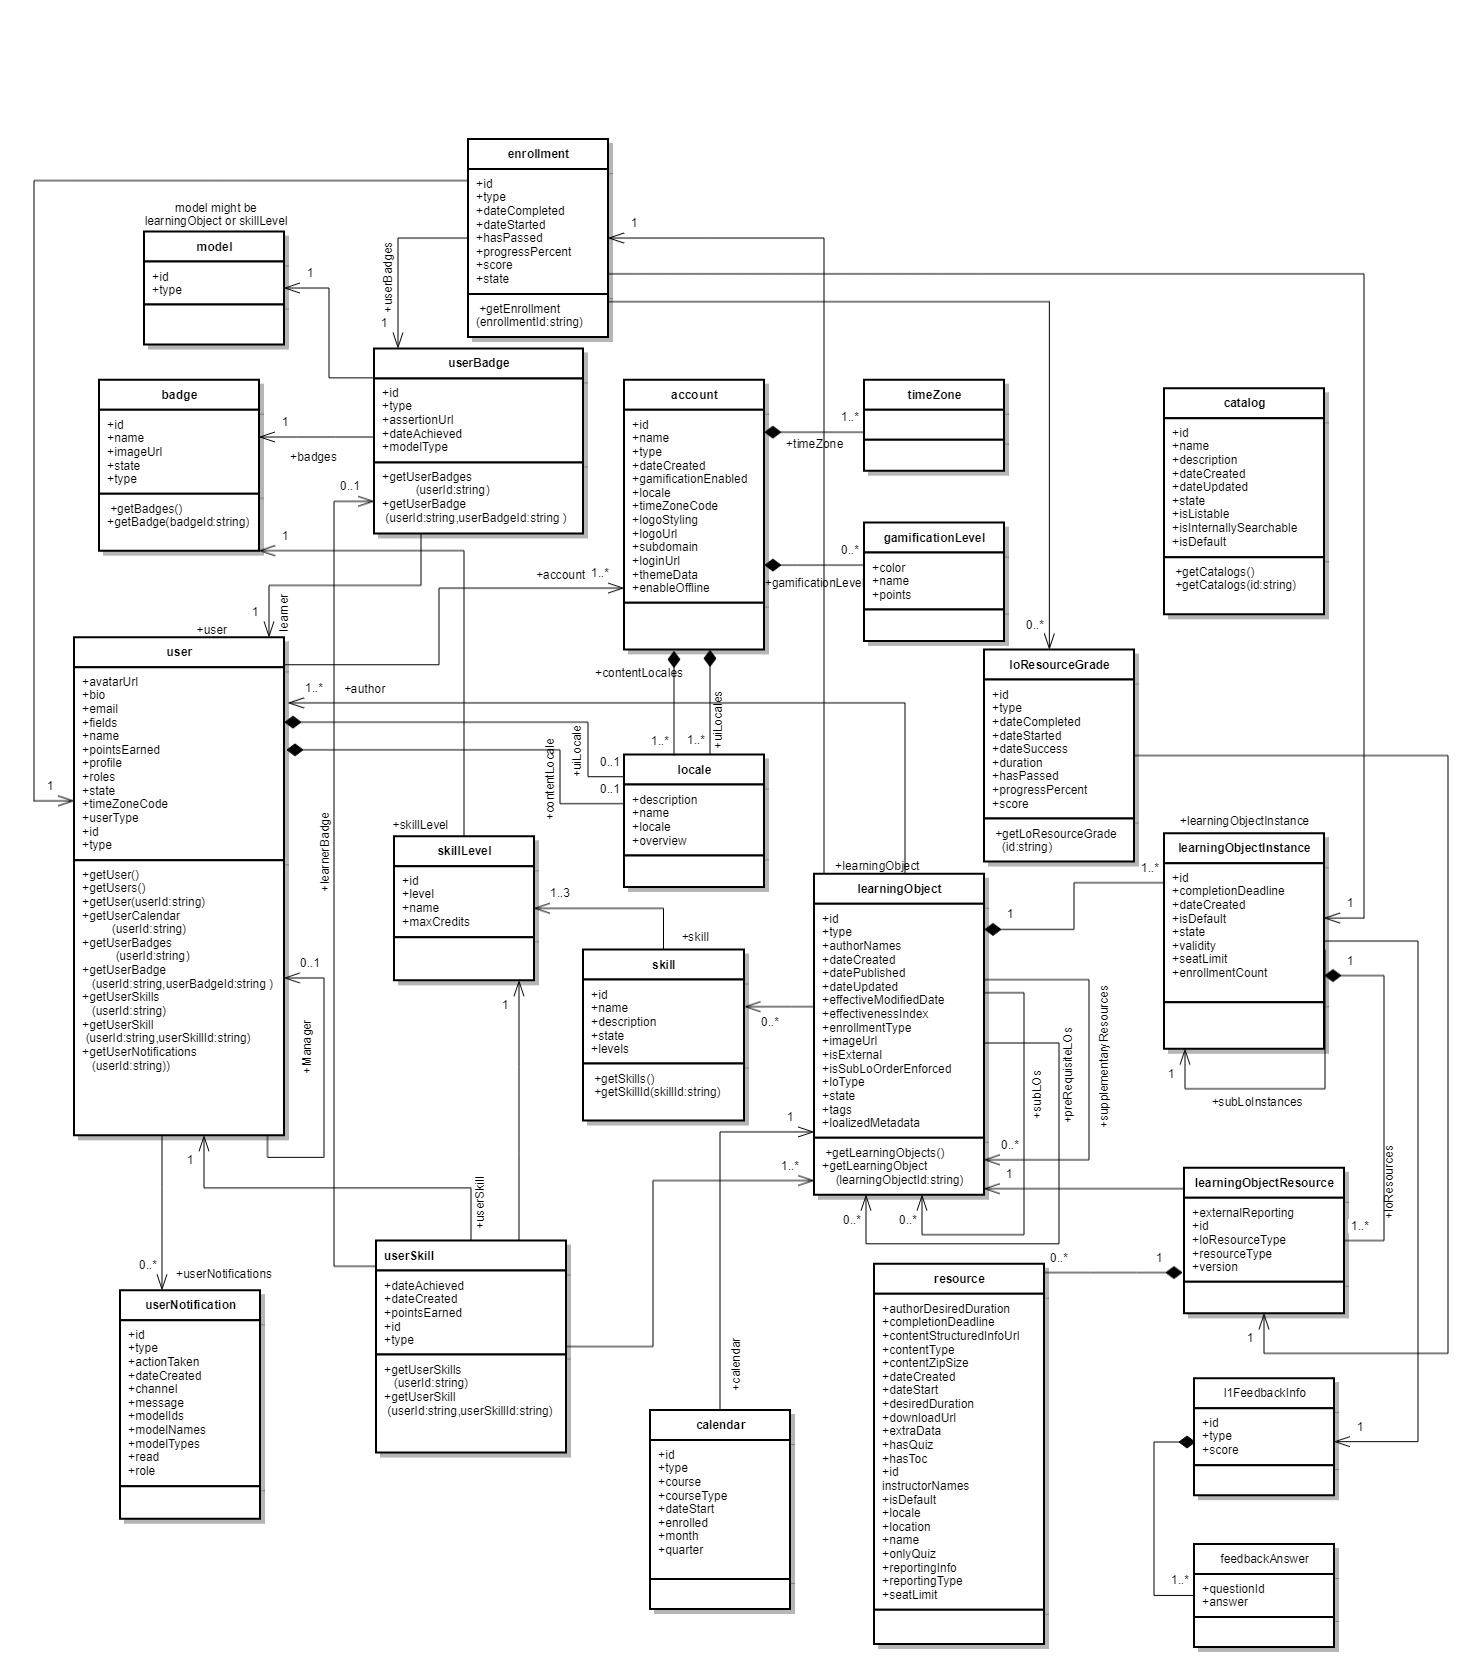 enrollment
+id
+type
+dateCompleted
+dateStarted
+hasPassed
+progressPercent
+score
+state
+getEnrollment
(enrollmentId:string)
1
model might be
learningObject or skillLevel
model
+id
+type
1
+userBadges
1
userBadge
+id
+type
+assertionUrl
+dateAchieved
+modelType
+getUserBadges
(userId:string)
+getUserBadge
(userId:string,userBadgeId:string )
badge
+id
+name
+imageUrl
+state
+type
+getBadges()
+getBadge(badgeId:string)
1
+badges
0..1
1
account
+id
+name
+type
+dateCreated
+gamificationEnabled
+locale
+timeZoneCode
+logoStyling
+logoUrl
+subdomain
+loginUrl
+themeData
+enableOffline
timeZone
1..*
+timeZone
gamificationLevel
+color
+name
+points
0..*
+gamificationLeve
catalog
+id
+name
+description
+dateCreated
+dateUpdated
+state
+isListable
+isInternallySearchable
+isDefault
+getCatalogs()
+getCatalogs(id:string)
+account
1..*
1
learner
+user
user
+avatarUrl
+bio
+email
+fields
+name
+pointsEarned
+profile
+roles
+state
+timeZoneCode
+userType
+id
+type
+getUser()
+getUsers()
+getUser(userId:string)
+getUserCalendar
(userId:string)
+getUserBadges
(userId:string)
+getUserBadge
(userId:string,userBadgeId:string )
+getUserSkills
(userId:string)
+getUserSkill
(userId:string,userSkillId:string)
+getUserNotifications
(userId:string))
1
1..*
+author
+contentLocales
1..*
1..*
+uiLocales
+uiLocale
+contentLocale
0..1
0..1
locale
+description
+name
+locale
+overview
0..*
loResourceGrade
+id
+type
+dateCompleted
+dateStarted
+dateSuccess
+duration
+hasPassed
+progressPercent
+score
+getLoResourceGrade
(id:string)
+learnerBadge
+skillLevel
skillLevel
+id
+level
+name
+maxCredits
1..3
+skill
skill
+id
+name
+description
+state
+levels
+getSkills()
+getSkillId(skillId:string)
0..*
+learningObject
learningObject
+id
+type
+authorNames
+dateCreated
+datePublished
+dateUpdated
+effectiveModifiedDate
+effectivenessIndex
+enrollmentType
+imageUrl
+isExternal
+isSubLoOrderEnforced
+loType
+state
+tags
+loalizedMetadata
+getLearningObjects()
+getLearningObject
(learningObjectId:string)
+learningObjectInstance
learningObjectInstance
+id
+completionDeadline
+dateCreated
+isDefault
+state
+validity
+seatLimit
+enrollmentCount
1..*
1
1
1
1
+subLoInstances
+subLOs
+preRequisiteLOs
+supplementaryResources
0..*
1
0..*
0..*
0..1
+Manager
1
1
1
1..*
+userSkill
+loResources
learningObjectResource
+externalReporting
+id
+loResourceType
+resourceType
+version
1..*
1
0..*
1
resource
+authorDesiredDuration
+completionDeadline
+contentStructuredInfoUrl
+contentType
+contentZipSize
+dateCreated
+dateStart
+desiredDuration
+downloadUrl
+extraData
+hasQuiz
+hasToc
+id
instructorNames
+isDefault
+locale
+location
+name
+onlyQuiz
+reportingInfo
+reportingType
+seatLimit
userSkill
+dateAchieved
+dateCreated
+pointsEarned
+id
+type
+getUserSkills
(userId:string)
+getUserSkill
(userId:string,userSkillId:string)
0..*
+userNotifications
userNotification
+id
+type
+actionTaken
+dateCreated
+channel
+message
+modelIds
+modelNames
+modelTypes
+read
+role
+calendar
calendar
+id
+type
+course
+courseType
+dateStart
+enrolled
+month
+quarter
l1FeedbackInfo
+id
+type
+score
1
1..*
feedbackAnswer
+questionId
+answer